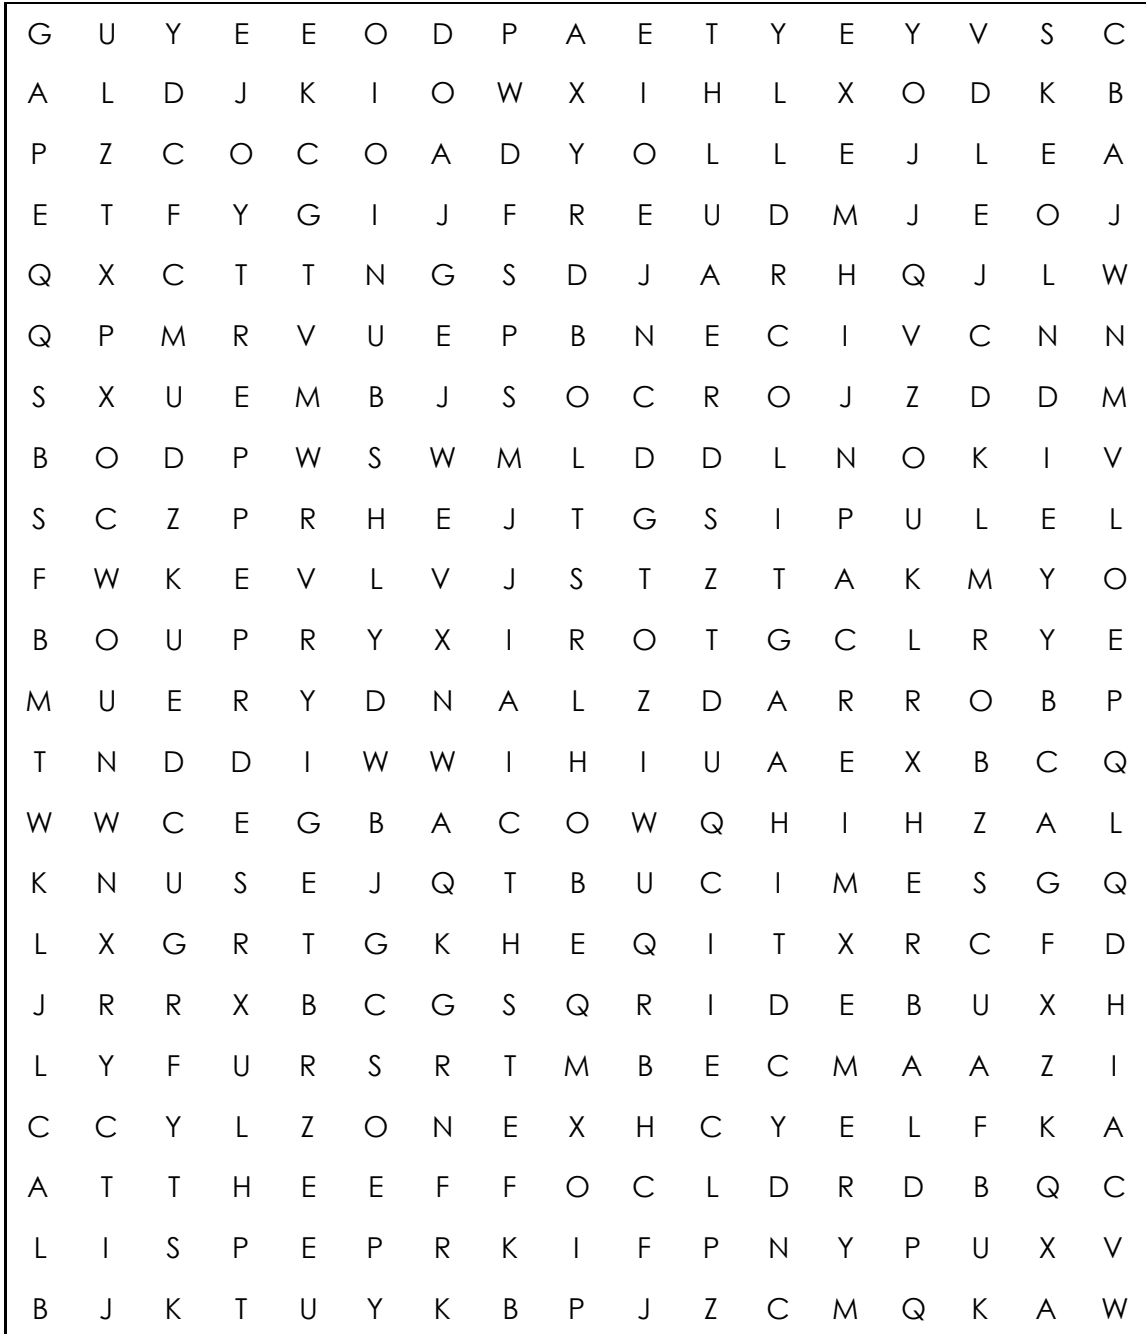 G U Y E E O D P A E T Y E Y V S C
A L D J K I O W X I H L X O D K B
P Z C O C O A D Y O L L E J L E A
E T F Y G I J F R E U D M J E O J
Q X C T T N G S D J A R H Q J L W
Q P M R V U E P B N E C I V C N N
S X U E M B J S O C R O J Z D D M
B O D P W S W M L D D L N O K I V
S C Z P R H E J T G S I P U L E L
F W K E V L V J S T Z T A K M Y O
B O U P R Y X I R O T G C L R Y E
M U E R Y D N A L Z D A R R O B P
T N D D I W W I H I U A E X B C Q
W W C E G B A C O W Q H I H Z A L
K N U S E J Q T B U C I M E S G Q
L X G R T G K H E Q I T X R C F D
J R R X B C G S Q R I D E B U X H
L Y F U R S R T M B E C M A A Z I
C C Y L Z O N E X H C Y E L F K A
A T T H E E F F O C L D R D B Q C
L I S P E P R K I F P N Y P U X V
B J K T U Y K B P J Z C M Q K A W